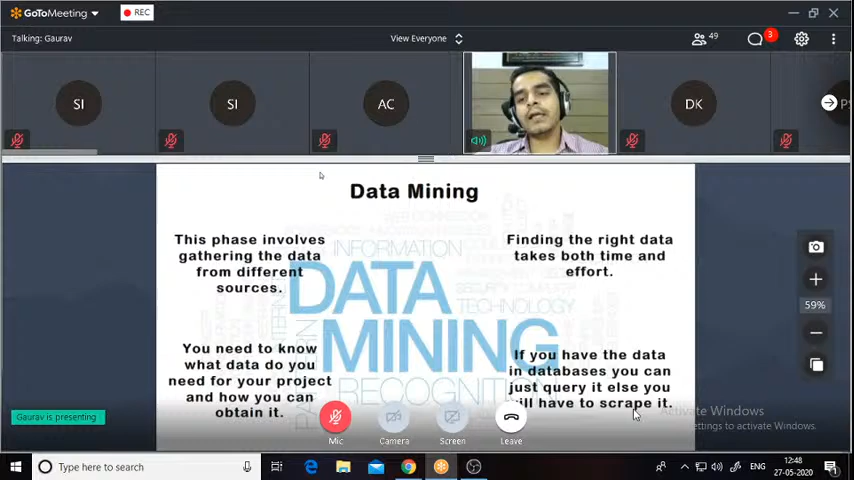 GoToMeeting
REC
Talking: Gaurav
View Everyone
49
3
SI
SI
AC
DK
PS
Data Mining
This phase involves
gathering the data
from different
sources.
Finding the right data
takes both time and
effort.
INFORMATION
DATA
MINING
TECHNOLOGY
RECOGNITION
You need to know
what data do you
need for your project
and how you can
obtain it.
If you have the data
in databases you can
just query it else you
will have to scrape it.
59%
Gaurav is presenting
Mic
Camera
Screen
Leave
Activate Windows
settings to activate Windows.
Type here to search
ENG
12:48
27-05-2020
1